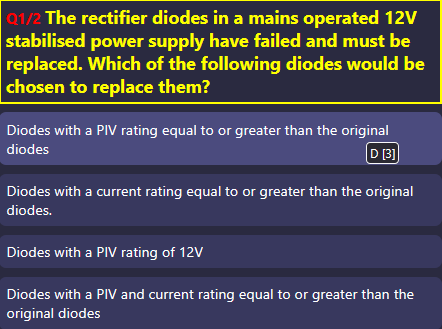 Q1/2 The rectifier diodes in a mains operated 12V
stabilised power supply have failed and must be
replaced. Which of the following diodes would be
chosen to replace them?
Diodes with a PIV rating equal to or greater than the original
diodes
D [3]
Diodes with a current rating equal to or greater than the original
diodes.
Diodes with a PIV rating of 12V
Diodes with a PIV and current rating equal to or greater than the
original diodes